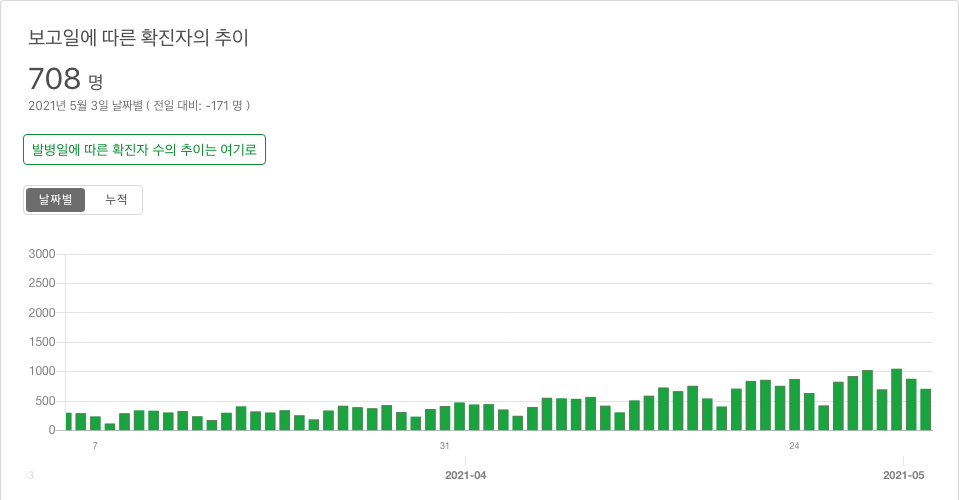 보고일에 따른 확진자의 추이
708 명
2021년 5월 3일 날짜별 ( 전일 대비: -171 명 )
발병일에 따른 확진자 수의 추이는 여기로
날짜별 누적
3000
2500
2000
1500
1000
500
0
7 31 24
3 2021-04 2021-05